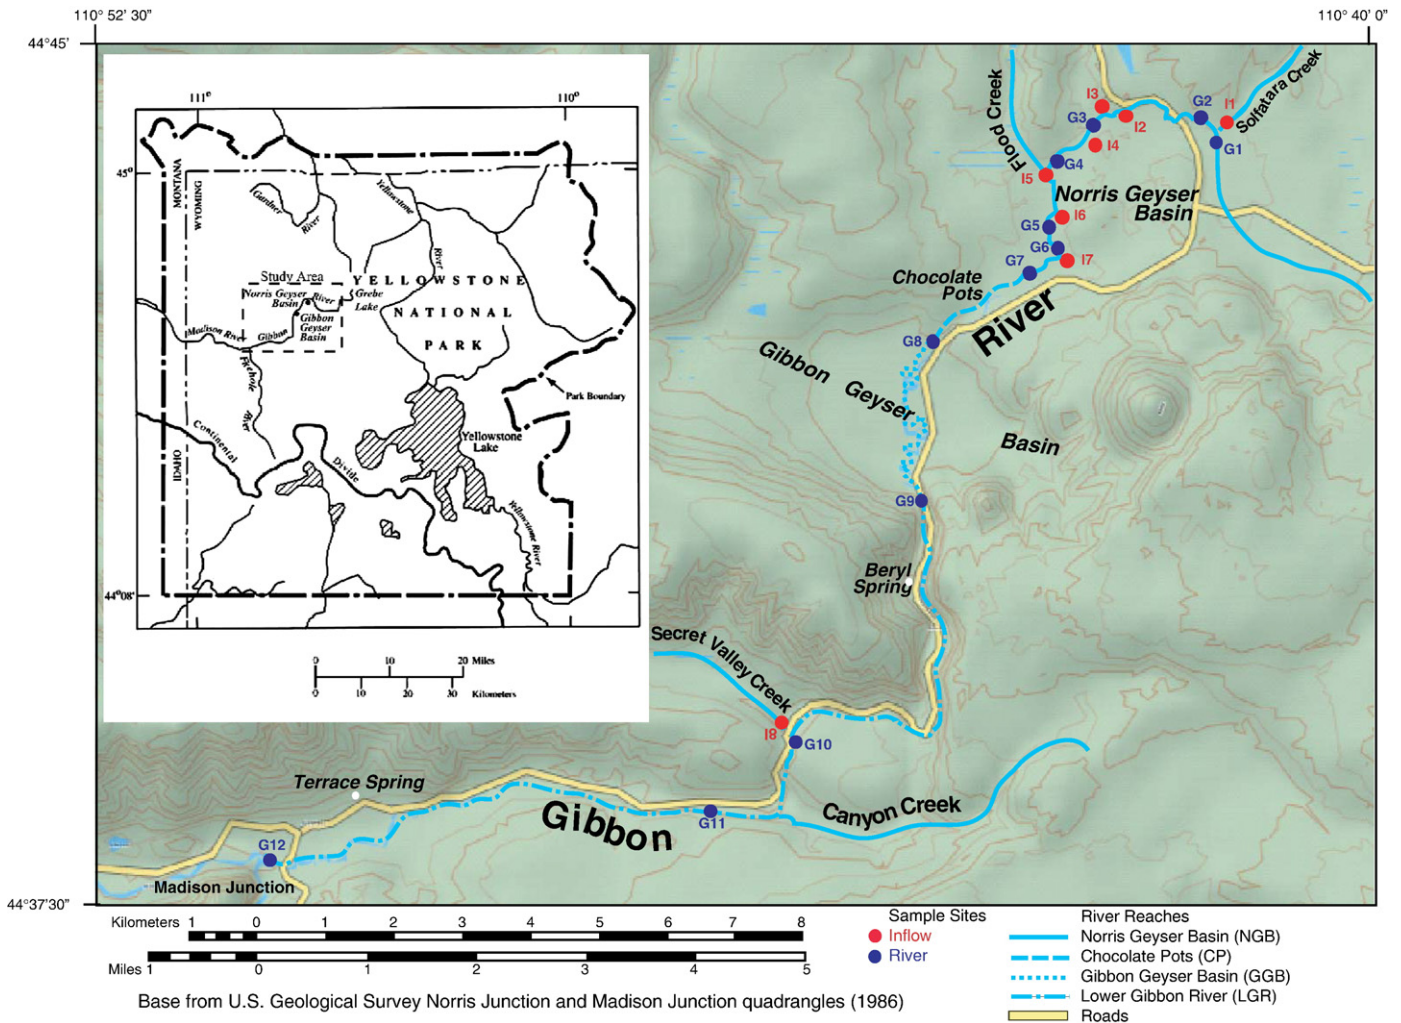 110° 52' 30"
110° 40' 0"
44°45'
111°
110°
45°
MONTANA
WYOMING
Gardner
River
Yellowstone
River
Study Area
Norris Geyser
Basin
River
Grebe
Lake
YELLOWSTONE
NATIONAL
PARK
Gibbon
Geyser
Basin
Madison River
Gibbon
Firehole
River
Park Boundary
Continental
Divide
IDAHO
Yellowstone
Lake
Yellowstone River
44°08'
0 10 20 Miles
0 10 20 30 Kilometers
Flood Creek
Solfatara Creek
I3
I2
G3
I4
G2
I1
G1
G4
I5
Norris Geyser
Basin
I6
G5
G6
I7
G7
Chocolate
Pots
River
G8
Gibbon Geyser
Basin
G9
Beryl
Spring
Secret Valley Creek
I8
G10
Terrace Spring
Gibbon
G11
Canyon Creek
G12
Madison Junction
44°37'30"
Kilometers 1 0 1 2 3 4 5 6 7 8
Miles 1 0 1 2 3 4 5
Base from U.S. Geological Survey Norris Junction and Madison Junction quadrangles (1986)
Sample Sites
Inflow
River
River Reaches
Norris Geyser Basin (NGB)
Chocolate Pots (CP)
Gibbon Geyser Basin (GGB)
Lower Gibbon River (LGR)
Roads